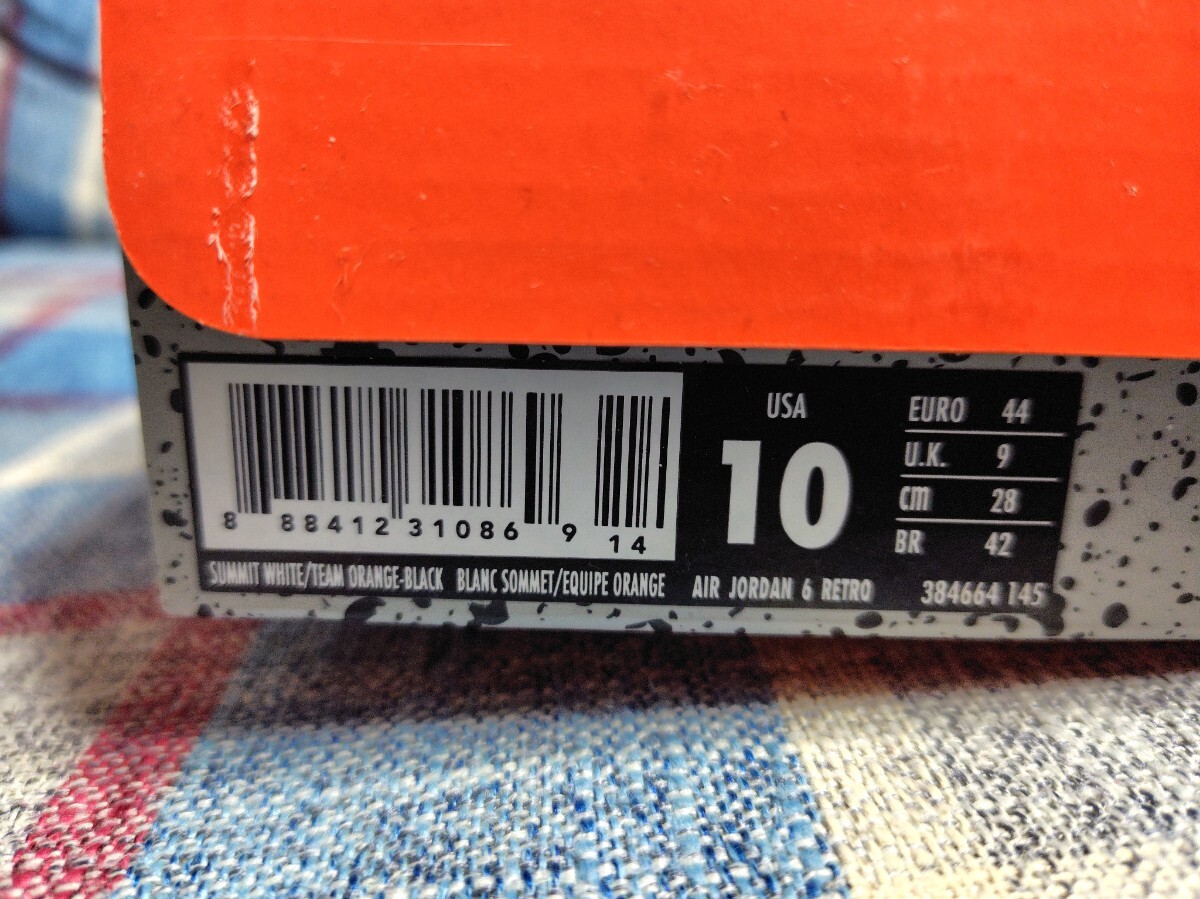 8 88412 31086 9 14
SUMMIT WHITE/TEAM ORANGE-BLACK BLANC SOMMET/EQUIPE ORANGE
USA
10
EURO 44
U.K. 9
cm 28
BR 42
AIR JORDAN 6 RETRO 384664 145